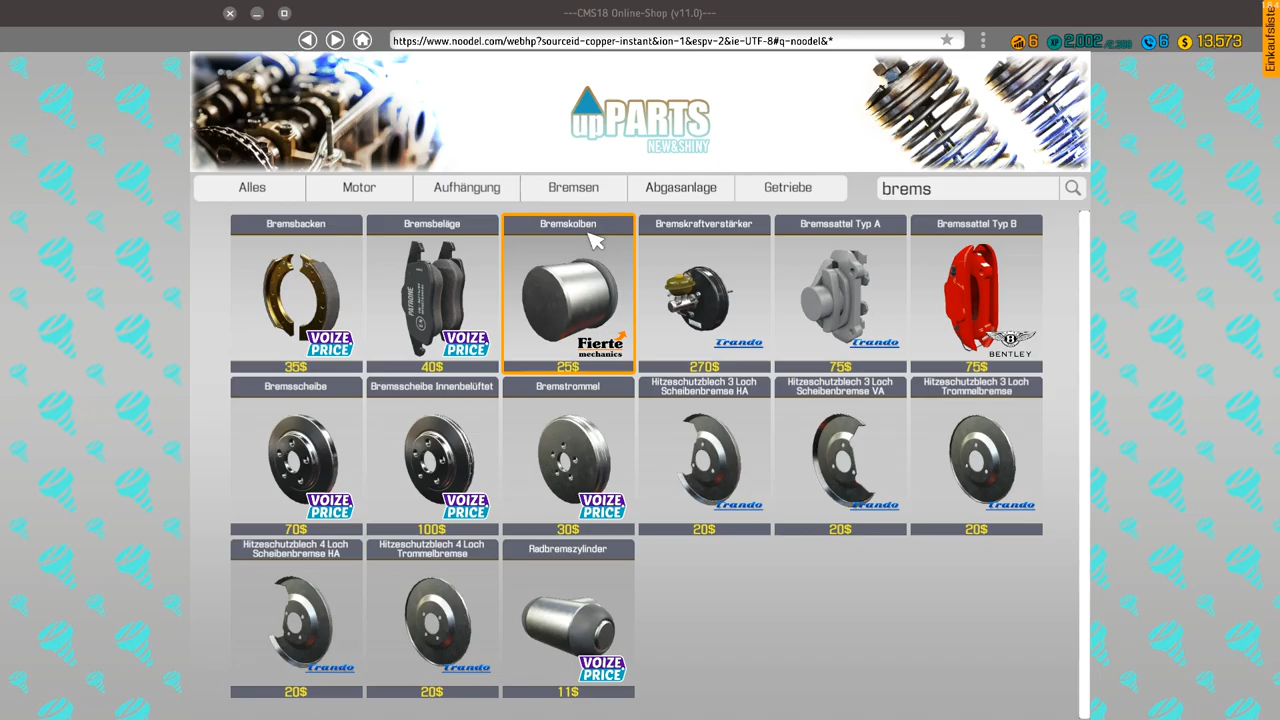 ---CMS18 Online-Shop (v11.0)---
https://www.noodel.com/webhp?sourceid-copper-instant&ion-1&espv-2&ie-UTF-8#q-noodel&*
6
XP 2,002/2,380
6
$ 13,573
Einkaufsliste
upPARTS
NEW&SHINY
Alles
Motor
Aufhängung
Bremsen
Abgasanlage
Getriebe
brems
Bremsbacken
VOIZE
PRICE
35$
Bremsbeläge
PATRONE
VOIZE
PRICE
40$
Bremskolben
Fierte
mechanics
25$
Bremskraftverstärker
Trando
270$
Bremssattel Typ A
Trando
75$
Bremssattel Typ B
BENTLEY
75$
Bremsscheibe
VOIZE
PRICE
70$
Bremsscheibe Innenbelüftet
VOIZE
PRICE
100$
Bremstrommel
VOIZE
PRICE
30$
Hitzeschutzblech 3 Loch
Scheibenbremse HA
Trando
20$
Hitzeschutzblech 3 Loch
Scheibenbremse VA
Trando
20$
Hitzeschutzblech 3 Loch
Trommelbremse
Trando
20$
Hitzeschutzblech 4 Loch
Scheibenbremse HA
Trando
20$
Hitzeschutzblech 4 Loch
Trommelbremse
Trando
20$
Radbremszylinder
VOIZE
PRICE
11$